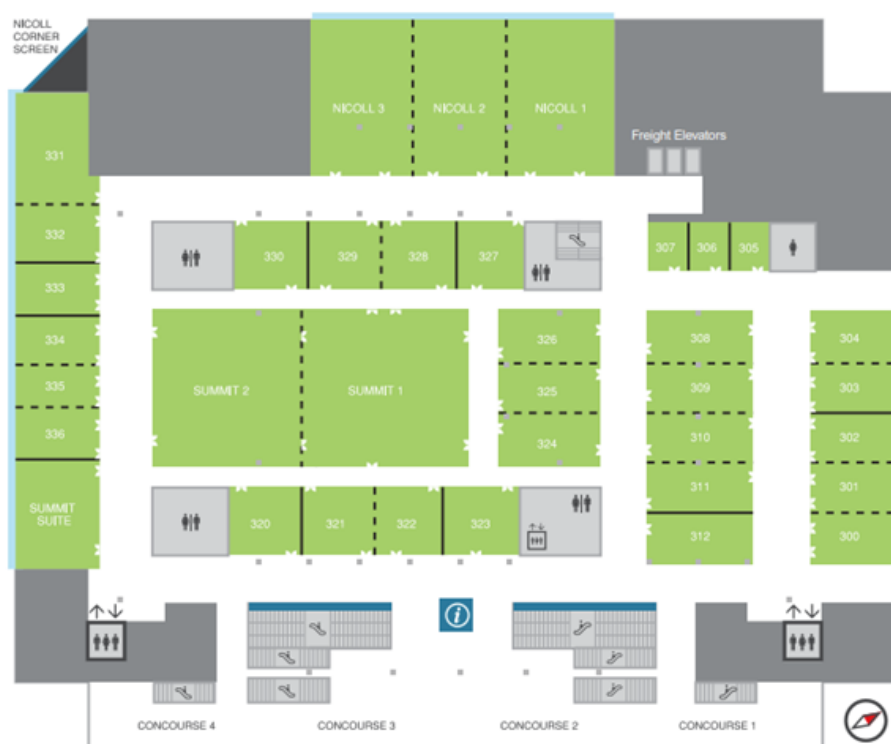 NICOLL
CORNER
SCREEN
NICOLL 3
NICOLL 2
NICOLL 1
Freight Elevators
331
332
333
334
335
336
SUMMIT
SUITE
330
329
328
327
307
306
305
SUMMIT 2
SUMMIT 1
326
325
324
308
309
310
311
312
304
303
302
301
300
320
321
322
323
i
CONCOURSE 4
CONCOURSE 3
CONCOURSE 2
CONCOURSE 1